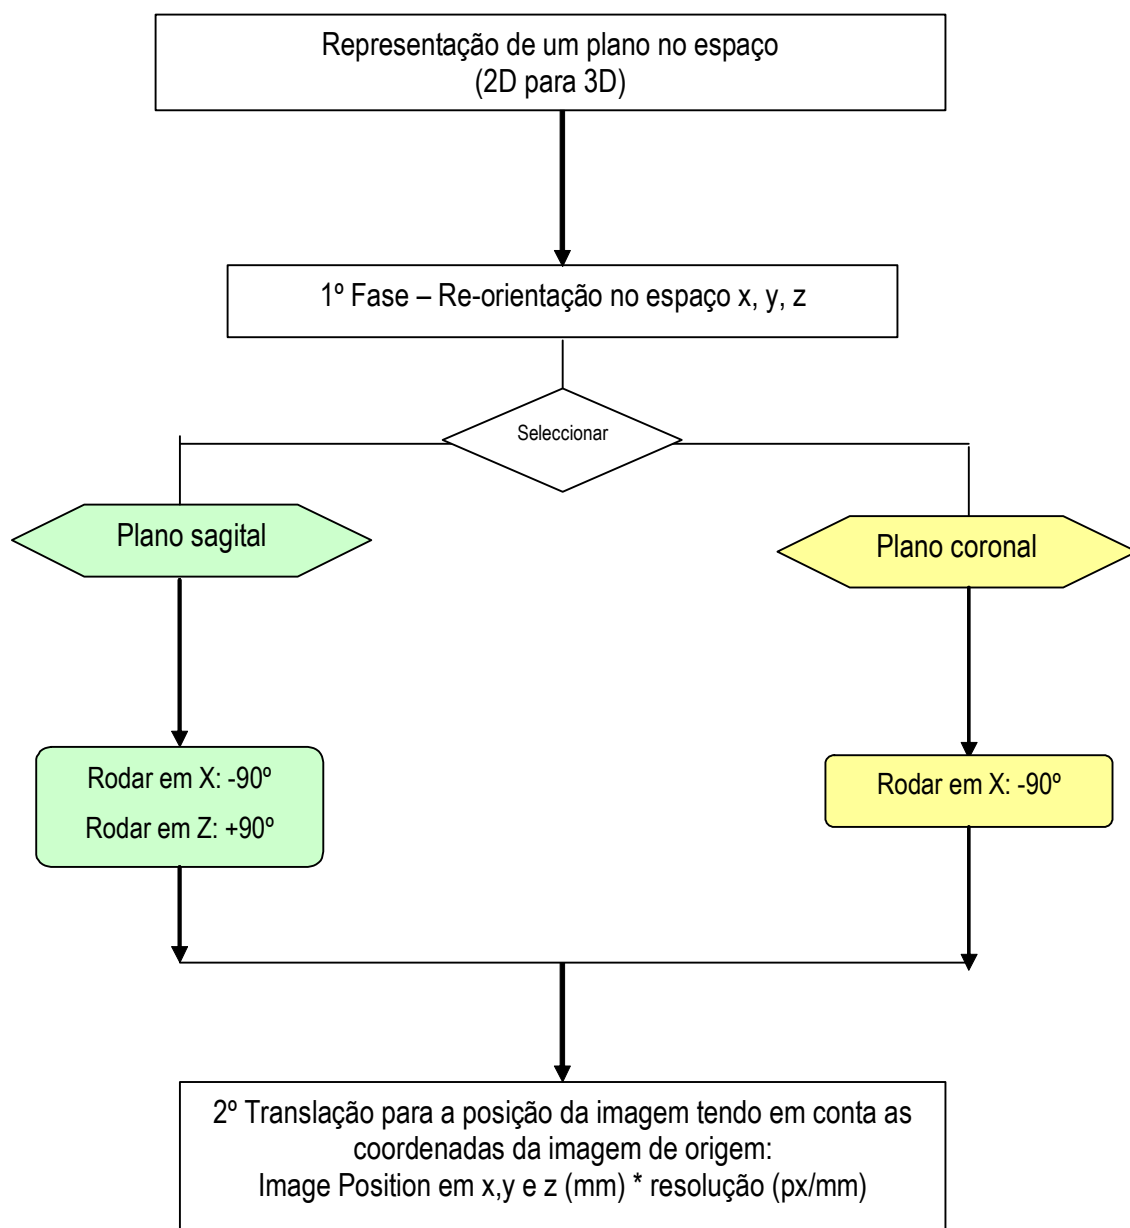 Representação de um plano no espaço
(2D para 3D)
1º Fase – Re-orientação no espaço x, y, z
Seleccionar
Plano sagital
Plano coronal
Rodar em X: -90º
Rodar em Z: +90º
Rodar em X: -90º
2º Translação para a posição da imagem tendo em conta as
coordenadas da imagem de origem:
Image Position em x,y e z (mm) * resolução (px/mm)